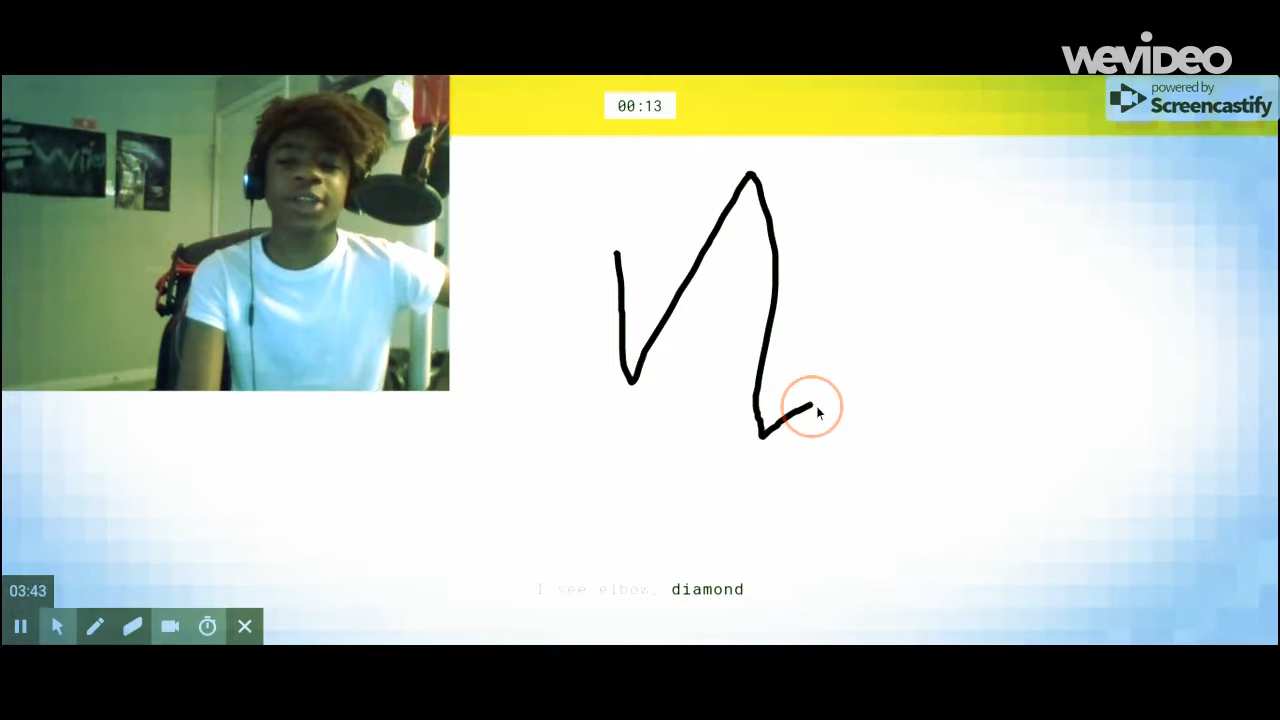 WEVIDEO
powered by
Screencastify
00:13
I see elbow, diamond
03:43